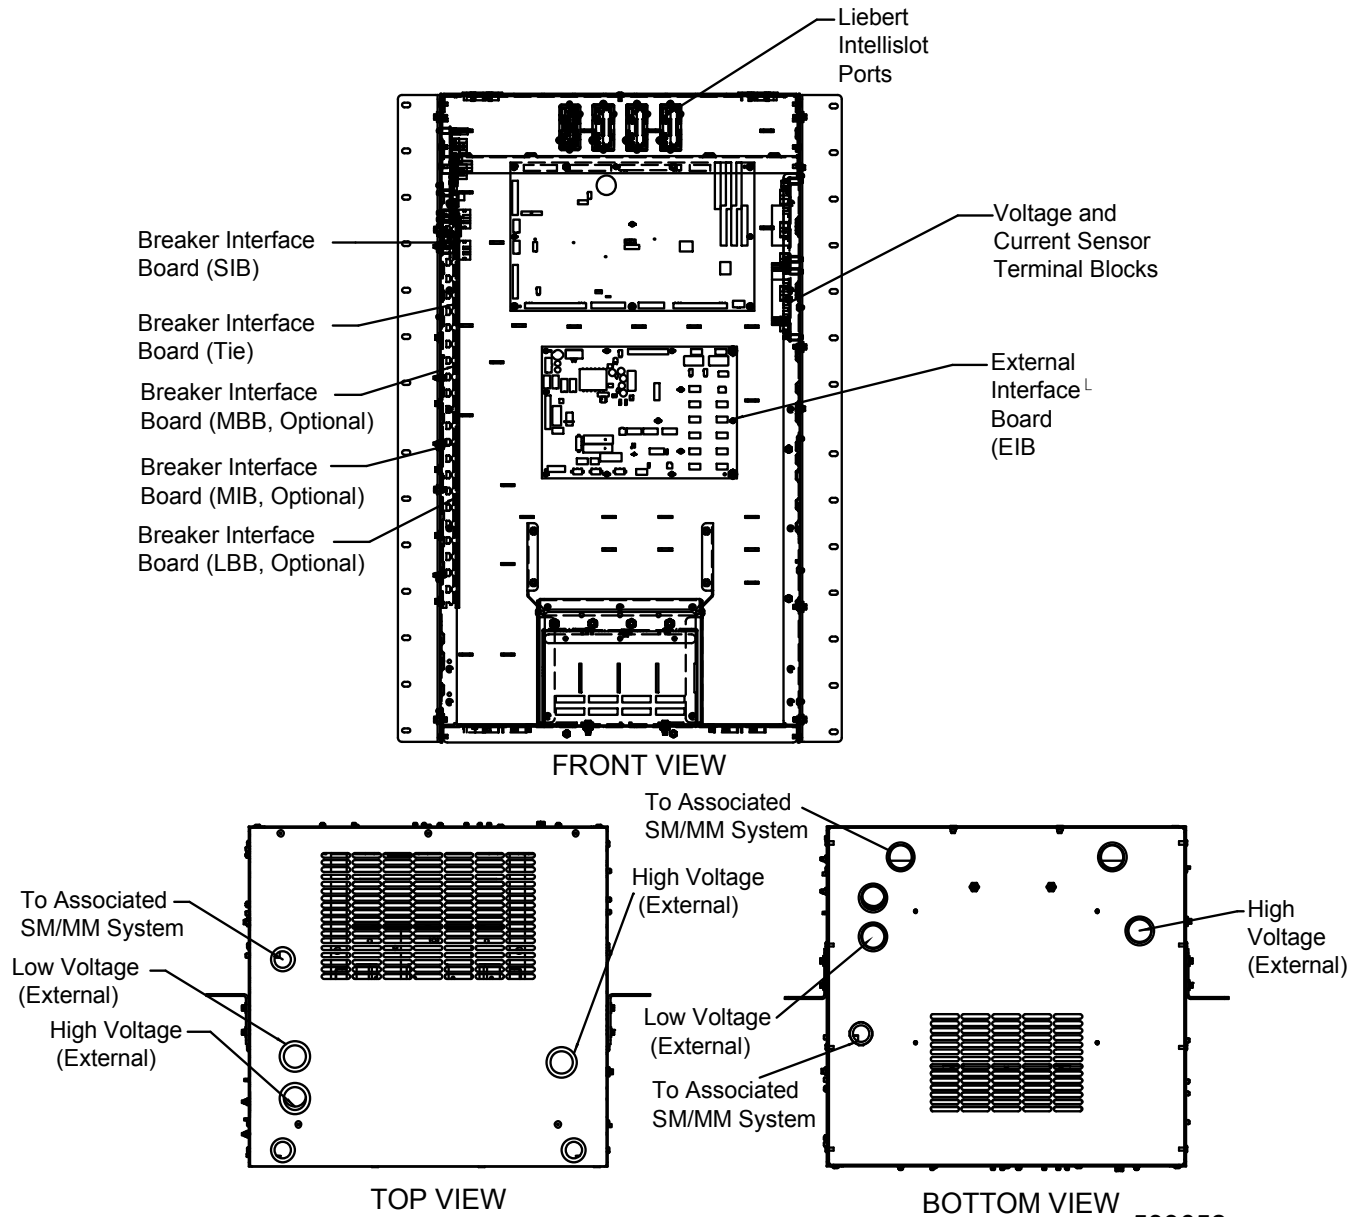 Liebert
Intellislot
Ports
Breaker Interface
Board (SIB)
Voltage and
Current Sensor
Terminal Blocks
Breaker Interface
Board (Tie)
External
Interface
Board
(EIB
Breaker Interface
Board (MBB, Optional)
Breaker Interface
Board (MIB, Optional)
Breaker Interface
Board (LBB, Optional)
FRONT VIEW
To Associated
SM/MM System
Low Voltage
(External)
High Voltage
(External)
High Voltage
(External)
TOP VIEW
To Associated
SM/MM System
High
Voltage
(External)
Low Voltage
(External)
To Associated
SM/MM System
BOTTOM VIEW